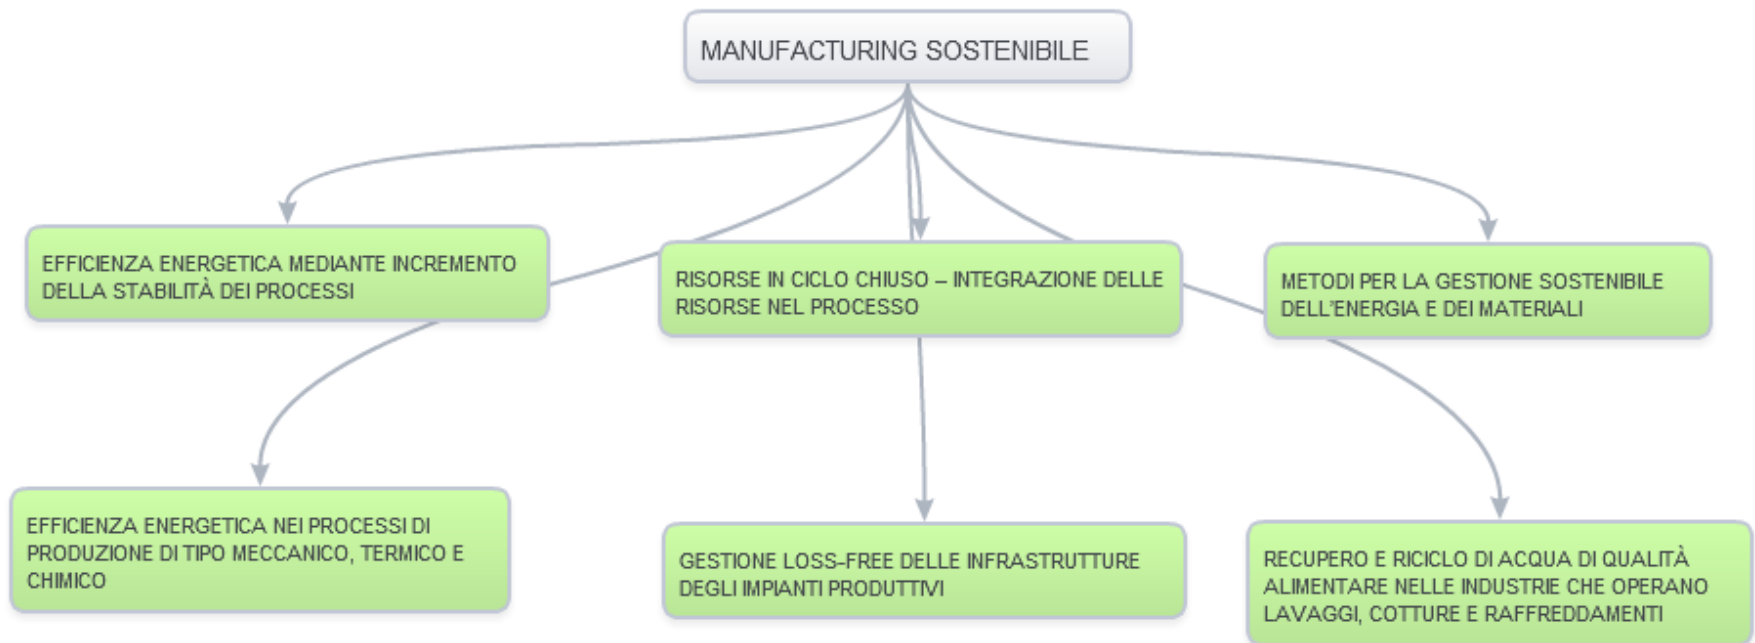 MANUFACTURING SOSTENIBILE
EFFICIENZA ENERGETICA MEDIANTE INCREMENTO
DELLA STABILITÀ DEI PROCESSI
RISORSE IN CICLO CHIUSO – INTEGRAZIONE DELLE
RISORSE NEL PROCESSO
METODI PER LA GESTIONE SOSTENIBILE
DELL'ENERGIA E DEI MATERIALI
EFFICIENZA ENERGETICA NEI PROCESSI DI
PRODUZIONE DI TIPO MECCANICO, TERMICO E
CHIMICO
GESTIONE LOSS-FREE DELLE INFRASTRUTTURE
DEGLI IMPIANTI PRODUTTIVI
RECUPERO E RICICLO DI ACQUA DI QUALITÀ
ALIMENTARE NELLE INDUSTRIE CHE OPERANO
LAVAGGI, COTTURE E RAFFREDDAMENTI